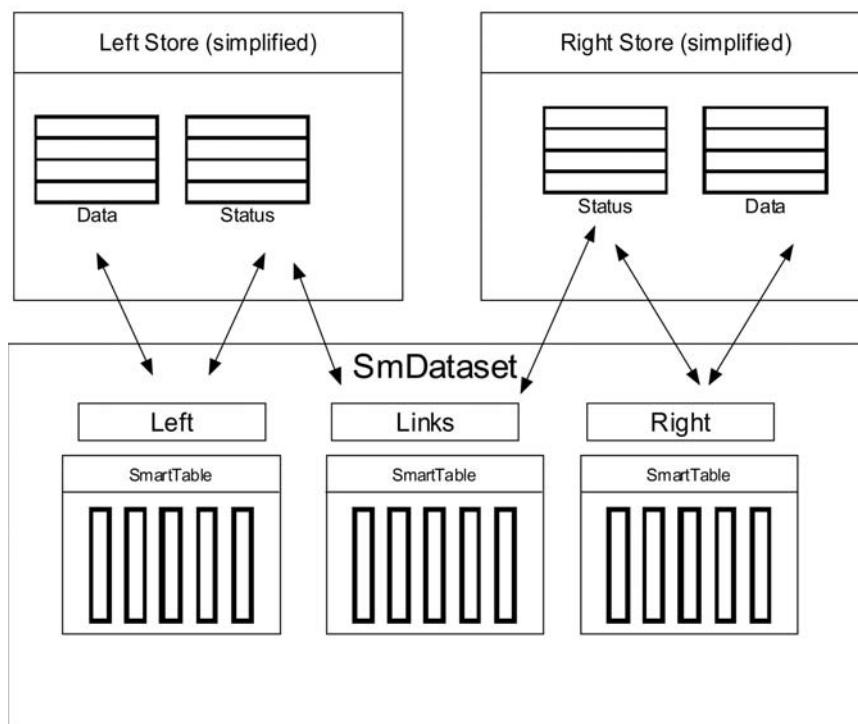 Left Store (simplified)
Right Store (simplified)
Data
Status
Status
Data
SmDataset
Left
Links
Right
SmartTable
SmartTable
SmartTable